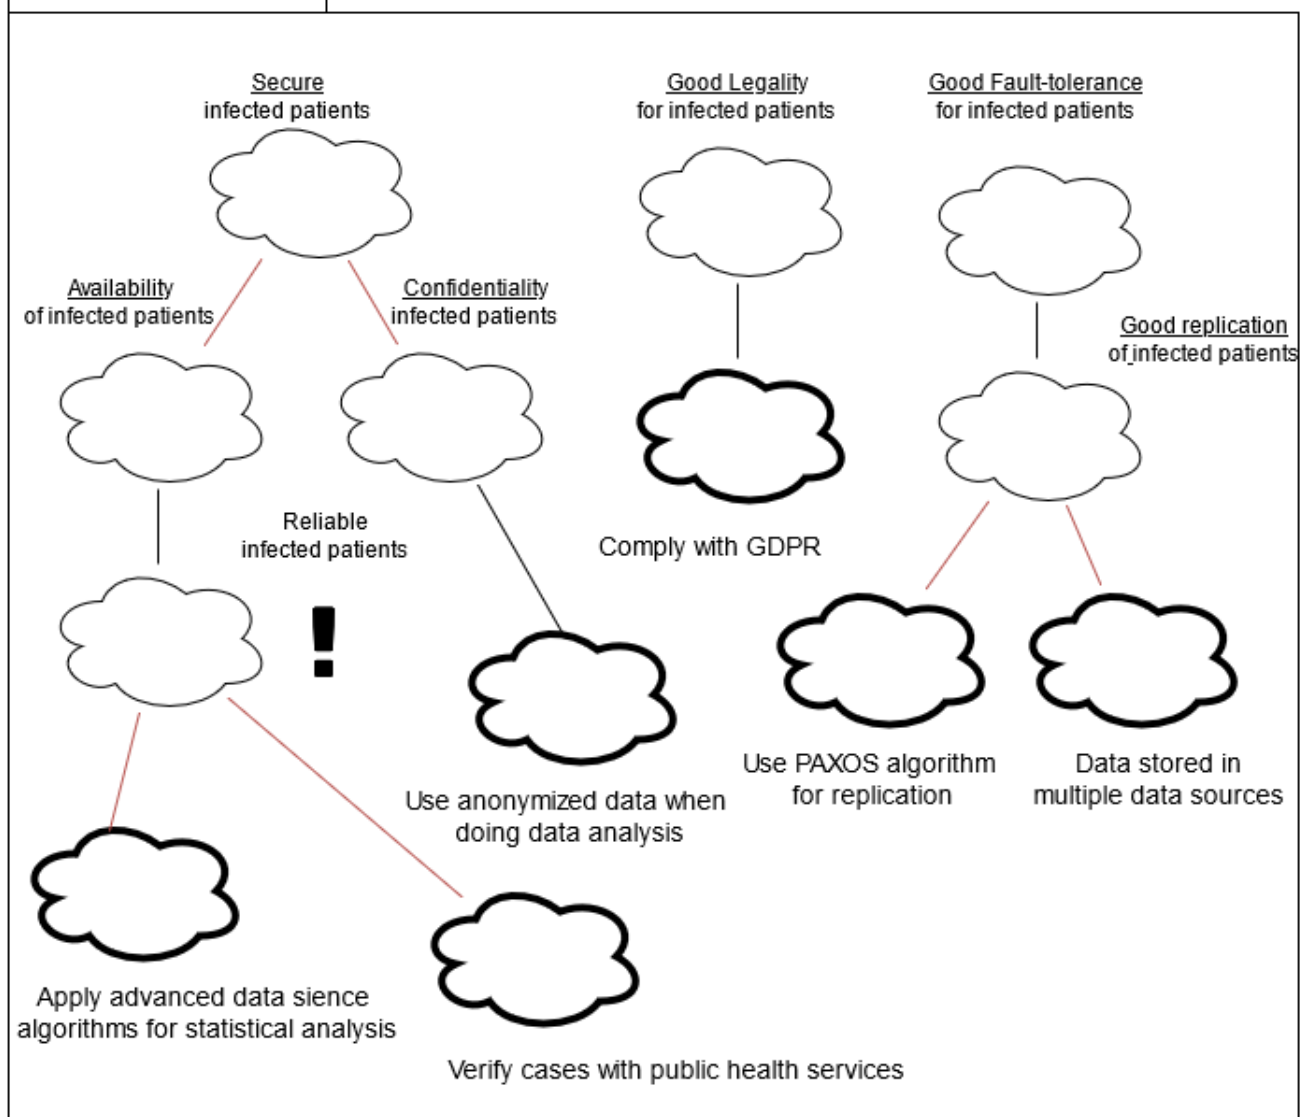 Secure
infected patients
Good Legality
for infected patients
Good Fault-tolerance
for infected patients
Availability
of infected patients
Confidentiality
infected patients
Good replication
of infected patients
Reliable
infected patients
!
Comply with GDPR
Use PAXOS algorithm
for replication
Data stored in
multiple data sources
Use anonymized data when
doing data analysis
Apply advanced data sience
algorithms for statistical analysis
Verify cases with public health services